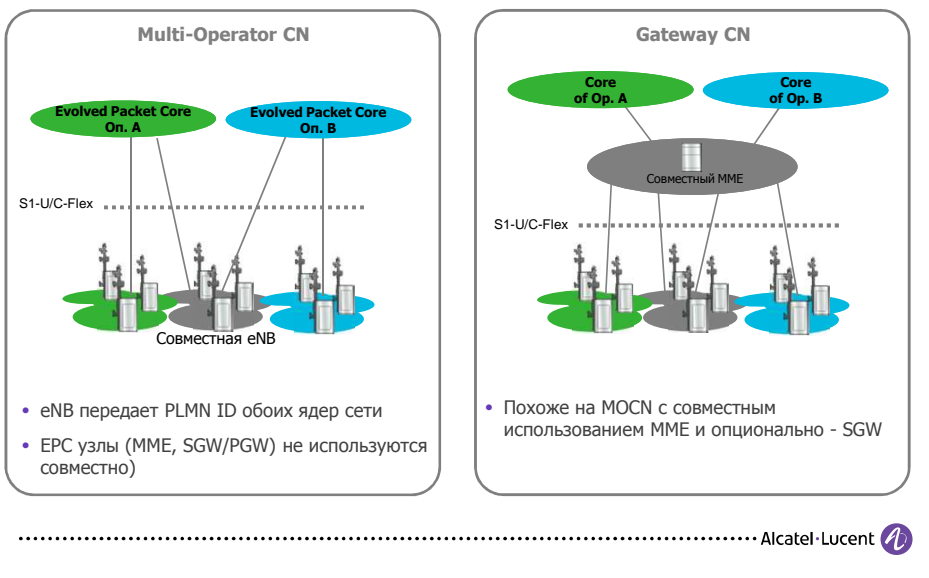 Multi-Operator CN
Evolved Packet Core
Оп. А
Evolved Packet Core
Оп. В
S1-U/C-Flex
Совместная eNB
• eNB передает PLMN ID обоих ядер сети
• EPC узлы (MME, SGW/PGW) не используются
совместно)
Gateway CN
Core
of Op. A
Core
of Op. B
Совместный MME
S1-U/C-Flex
• Похоже на MOCN с совместным
использованием MME и опционально - SGW
Alcatel·Lucent